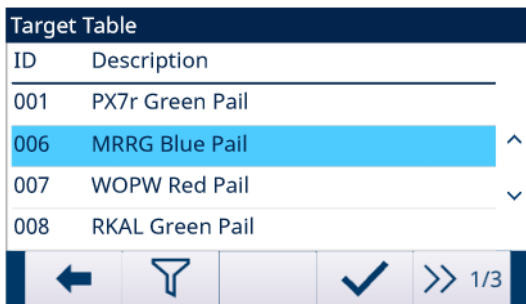 Target Table
ID Description
001 PX7r Green Pail
006 MRRG Blue Pail
007 WOPW Red Pail
008 RKAL Green Pail
1/3